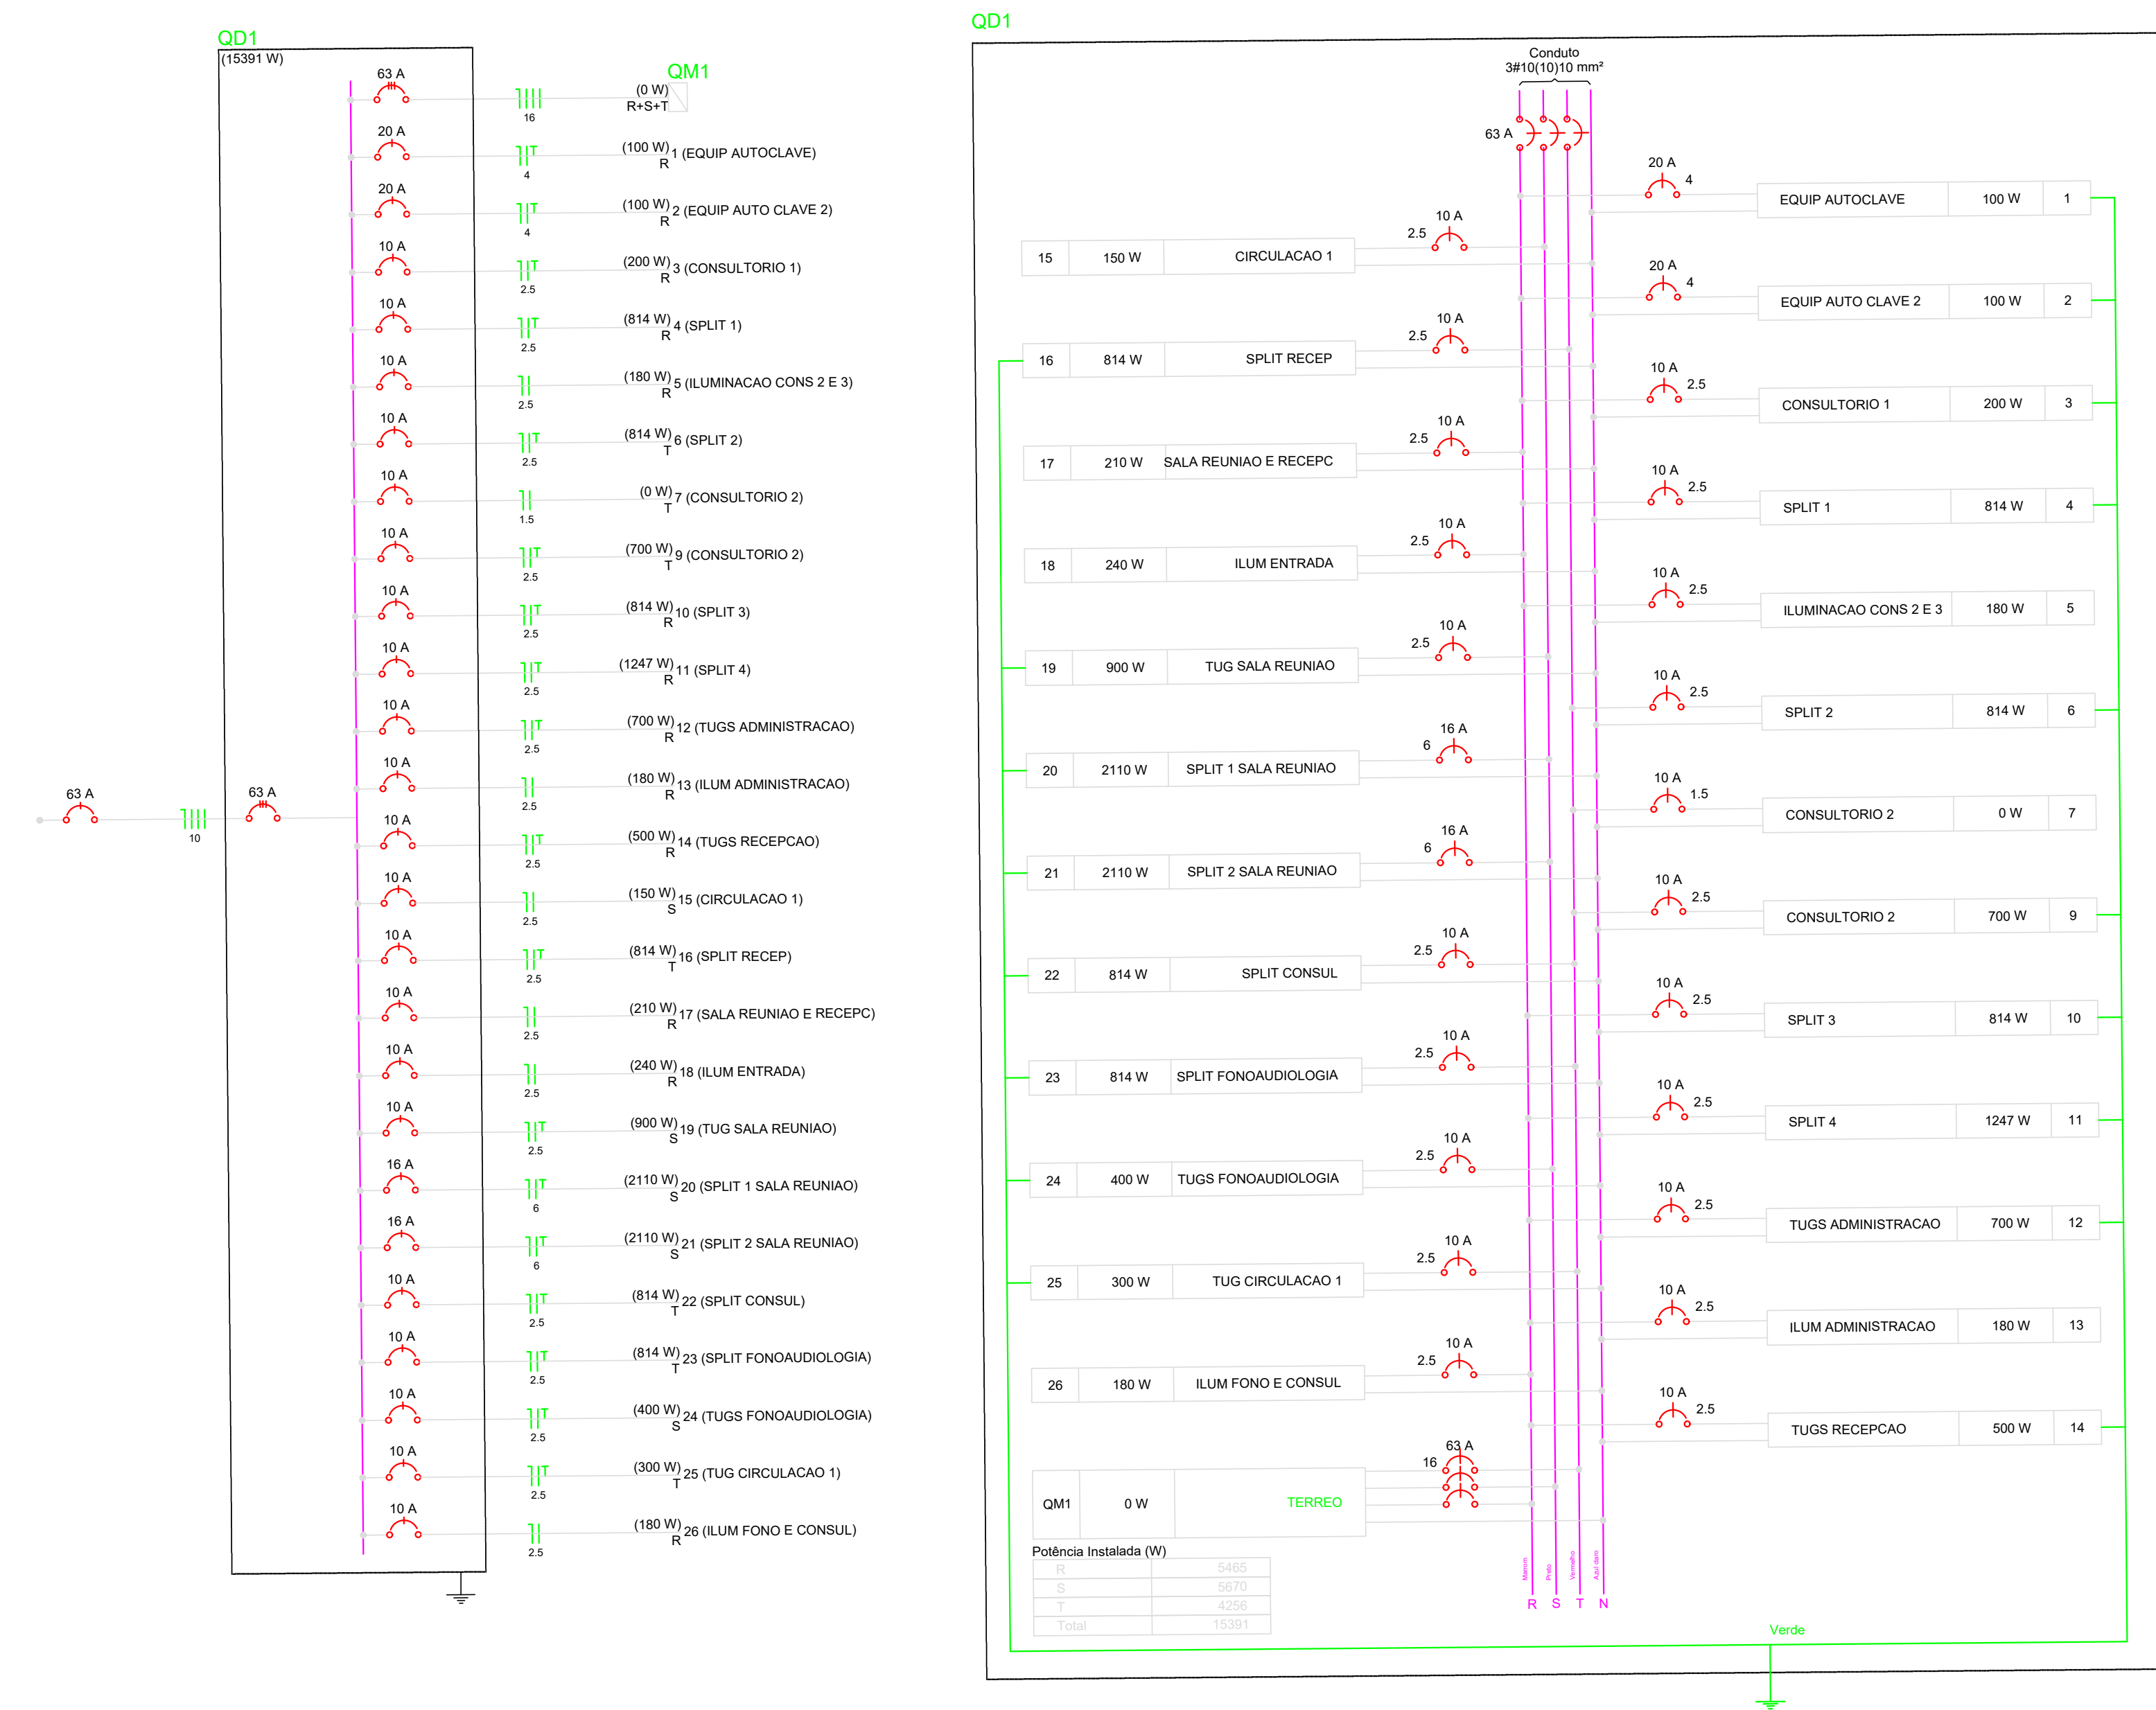 QD1
(15391 W)
63 A
16
(0 W)
R+S+T
QM1
20 A
4
(100 W)
R
1 (EQUIP AUTOCLAVE)
20 A
4
(100 W)
R
2 (EQUIP AUTO CLAVE 2)
10 A
2.5
(200 W)
R
3 (CONSULTORIO 1)
10 A
2.5
(814 W)
R
4 (SPLIT 1)
10 A
2.5
(180 W)
R
5 (ILUMINACAO CONS 2 E 3)
10 A
2.5
(814 W)
T
6 (SPLIT 2)
10 A
1.5
(0 W)
T
7 (CONSULTORIO 2)
10 A
2.5
(700 W)
T
9 (CONSULTORIO 2)
10 A
2.5
(814 W)
R
10 (SPLIT 3)
10 A
2.5
(1247 W)
R
11 (SPLIT 4)
10 A
2.5
(700 W)
R
12 (TUGS ADMINISTRACAO)
10 A
2.5
(180 W)
R
13 (ILUM ADMINISTRACAO)
63 A
10
63 A
10 A
2.5
(500 W)
R
14 (TUGS RECEPCAO)
10 A
2.5
(150 W)
S
15 (CIRCULACAO 1)
10 A
2.5
(814 W)
T
16 (SPLIT RECEP)
10 A
2.5
(210 W)
R
17 (SALA REUNIAO E RECEPC)
10 A
2.5
(240 W)
R
18 (ILUM ENTRADA)
10 A
2.5
(900 W)
S
19 (TUG SALA REUNIAO)
16 A
6
(2110 W)
S
20 (SPLIT 1 SALA REUNIAO)
16 A
6
(2110 W)
S
21 (SPLIT 2 SALA REUNIAO)
10 A
2.5
(814 W)
T
22 (SPLIT CONSUL)
10 A
2.5
(814 W)
T
23 (SPLIT FONOAUDIOLOGIA)
10 A
2.5
(400 W)
S
24 (TUGS FONOAUDIOLOGIA)
10 A
2.5
(300 W)
T
25 (TUG CIRCULACAO 1)
10 A
2.5
(180 W)
R
26 (ILUM FONO E CONSUL)
QD1
Conduto
3#10(10)10 mm²
63 A
15 150 W CIRCULACAO 1 2.5 10 A
16 814 W SPLIT RECEP 2.5 10 A
17 210 W SALA REUNIAO E RECEPC 2.5 10 A
18 240 W ILUM ENTRADA 2.5 10 A
19 900 W TUG SALA REUNIAO 2.5 10 A
20 2110 W SPLIT 1 SALA REUNIAO 6 16 A
21 2110 W SPLIT 2 SALA REUNIAO 6 16 A
22 814 W SPLIT CONSUL 2.5 10 A
23 814 W SPLIT FONOAUDIOLOGIA 2.5 10 A
24 400 W TUGS FONOAUDIOLOGIA 2.5 10 A
25 300 W TUG CIRCULACAO 1 2.5 10 A
26 180 W ILUM FONO E CONSUL 2.5 10 A
QM1 0 W TERREO 16 63 A
20 A 4 EQUIP AUTOCLAVE 100 W 1
20 A 4 EQUIP AUTO CLAVE 2 100 W 2
10 A 2.5 CONSULTORIO 1 200 W 3
10 A 2.5 SPLIT 1 814 W 4
10 A 2.5 ILUMINACAO CONS 2 E 3 180 W 5
10 A 2.5 SPLIT 2 814 W 6
10 A 1.5 CONSULTORIO 2 0 W 7
10 A 2.5 CONSULTORIO 2 700 W 9
10 A 2.5 SPLIT 3 814 W 10
10 A 2.5 SPLIT 4 1247 W 11
10 A 2.5 TUGS ADMINISTRACAO 700 W 12
10 A 2.5 ILUM ADMINISTRACAO 180 W 13
10 A 2.5 TUGS RECEPCAO 500 W 14
Potência Instalada (W)
R 5465
S 5670
T 4256
Total 15391
Marrom Preto Vermelho Azul claro
R S T N
Verde